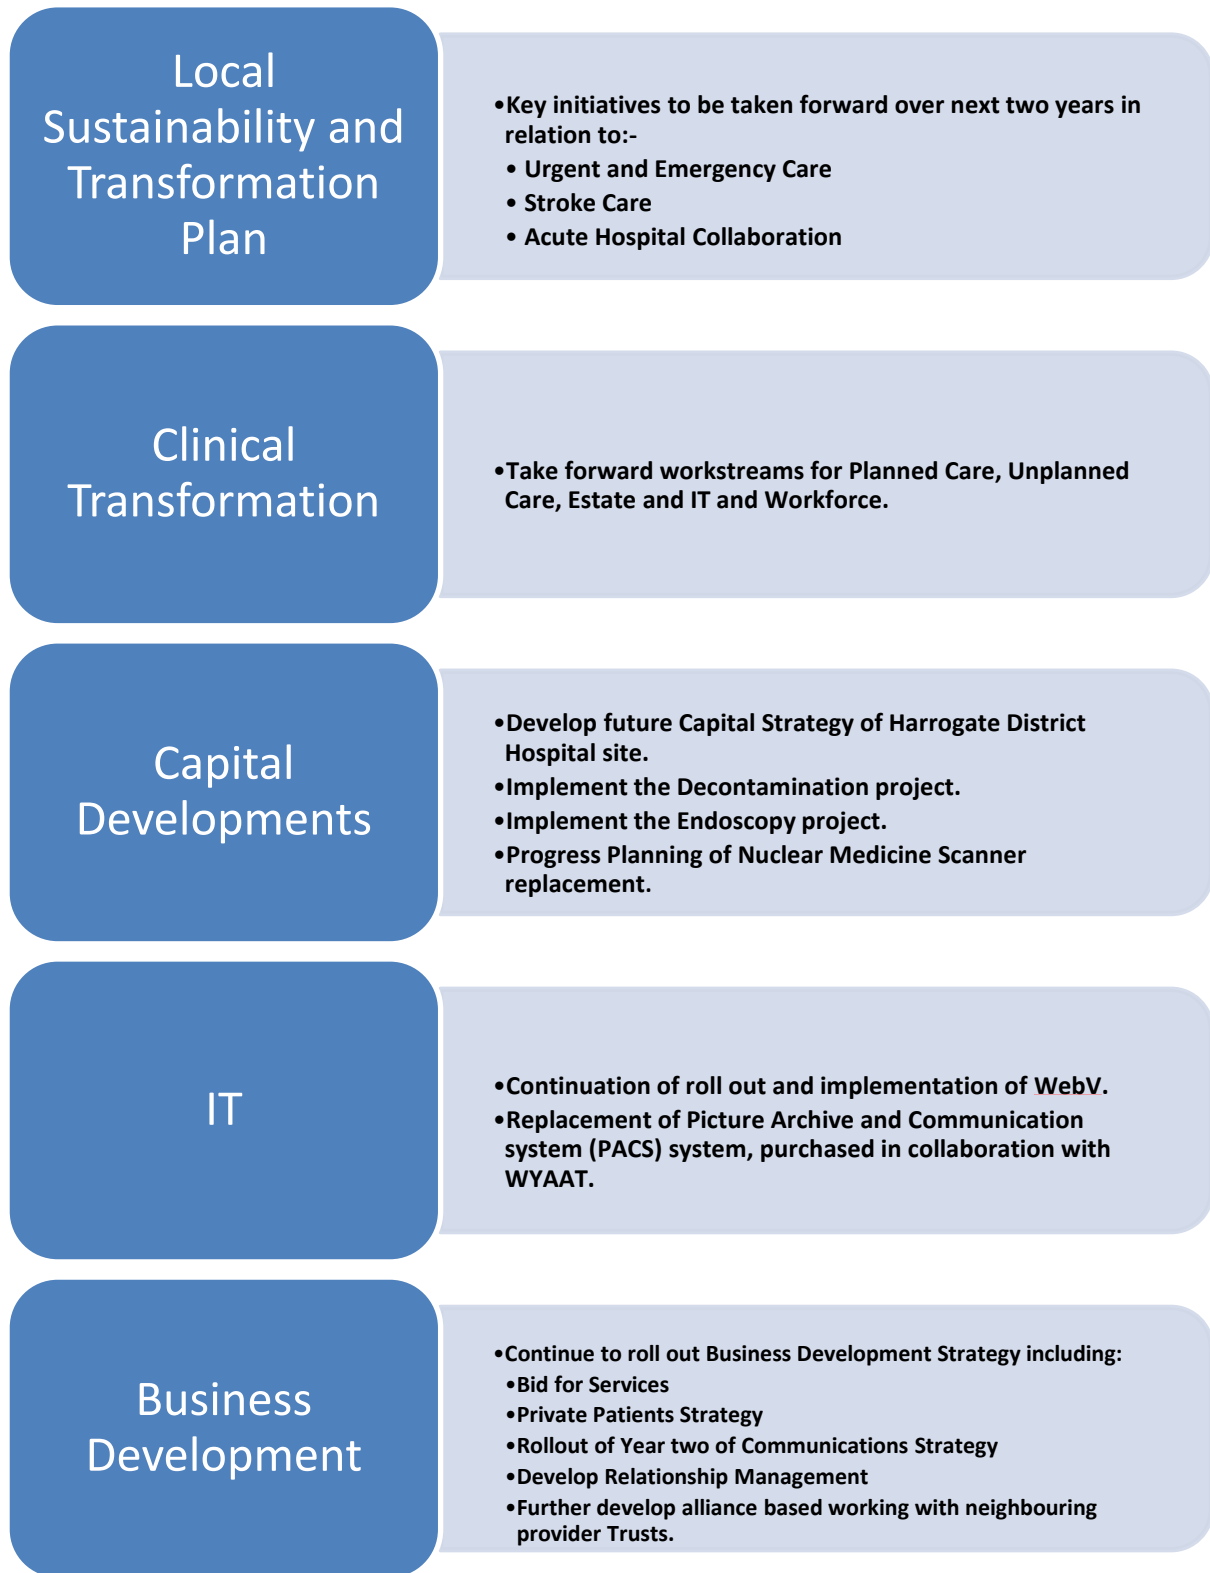 Local
Sustainability and
Transformation
Plan
•Key initiatives to be taken forward over next two years in
relation to:-
• Urgent and Emergency Care
• Stroke Care
• Acute Hospital Collaboration
Clinical
Transformation
•Take forward workstreams for Planned Care, Unplanned
Care, Estate and IT and Workforce.
Capital
Developments
•Develop future Capital Strategy of Harrogate District
Hospital site.
•Implement the Decontamination project.
•Implement the Endoscopy project.
•Progress Planning of Nuclear Medicine Scanner
replacement.
IT
•Continuation of roll out and implementation of WebV.
•Replacement of Picture Archive and Communication
system (PACS) system, purchased in collaboration with
WYAAT.
Business
Development
•Continue to roll out Business Development Strategy including:
•Bid for Services
•Private Patients Strategy
•Rollout of Year two of Communications Strategy
•Develop Relationship Management
•Further develop alliance based working with neighbouring
provider Trusts.